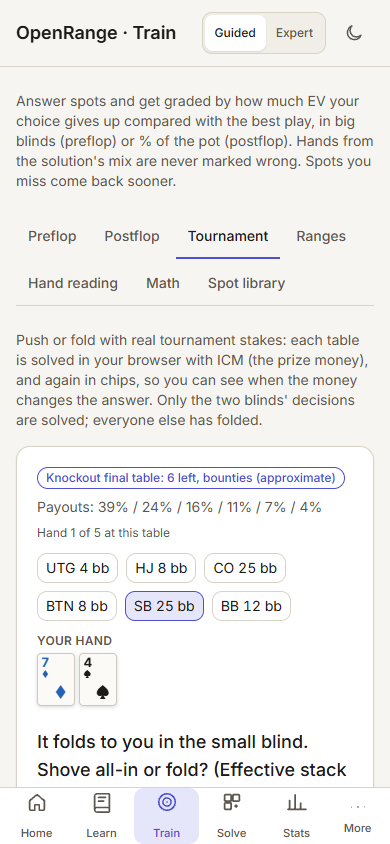 OpenRange · Train
Guided
Expert
Answer spots and get graded by how much EV your
choice gives up compared with the best play, in big
blinds (preflop) or % of the pot (postflop). Hands from
the solution's mix are never marked wrong. Spots you
miss come back sooner.
Preflop
Postflop
Tournament
Ranges
Hand reading
Math
Spot library
Push or fold with real tournament stakes: each table
is solved in your browser with ICM (the prize money),
and again in chips, so you can see when the money
changes the answer. Only the two blinds' decisions
are solved; everyone else has folded.
Knockout final table: 6 left, bounties (approximate)
Payouts: 39% / 24% / 16% / 11% / 7% / 4%
Hand 1 of 5 at this table
UTG 4 bb
HJ 8 bb
CO 25 bb
BTN 8 bb
SB 25 bb
BB 12 bb
YOUR HAND
7♦
4♠
It folds to you in the small blind.
Shove all-in or fold? (Effective stack
Home
Learn
Train
Solve
Stats
More